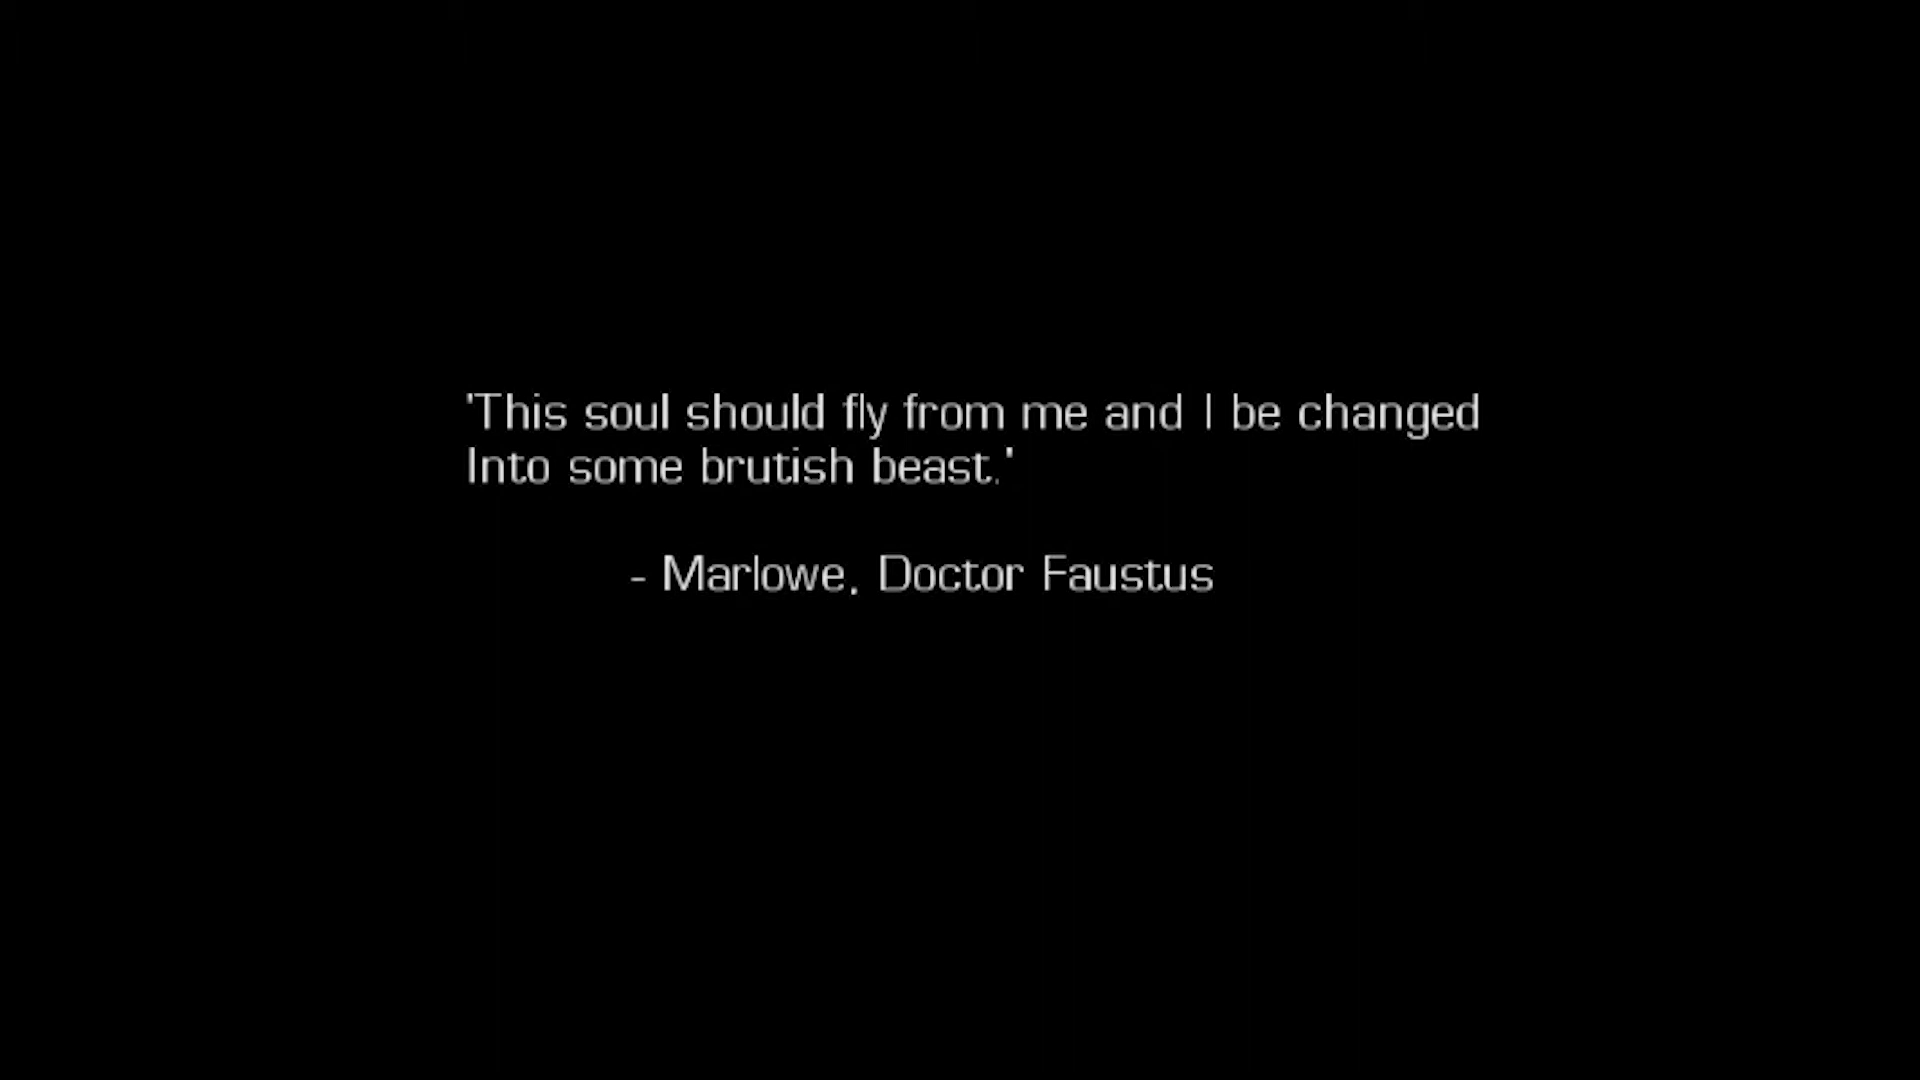 'This soul should fly from me and I be changed
Into some brutish beast.'
- Marlowe, Doctor Faustus